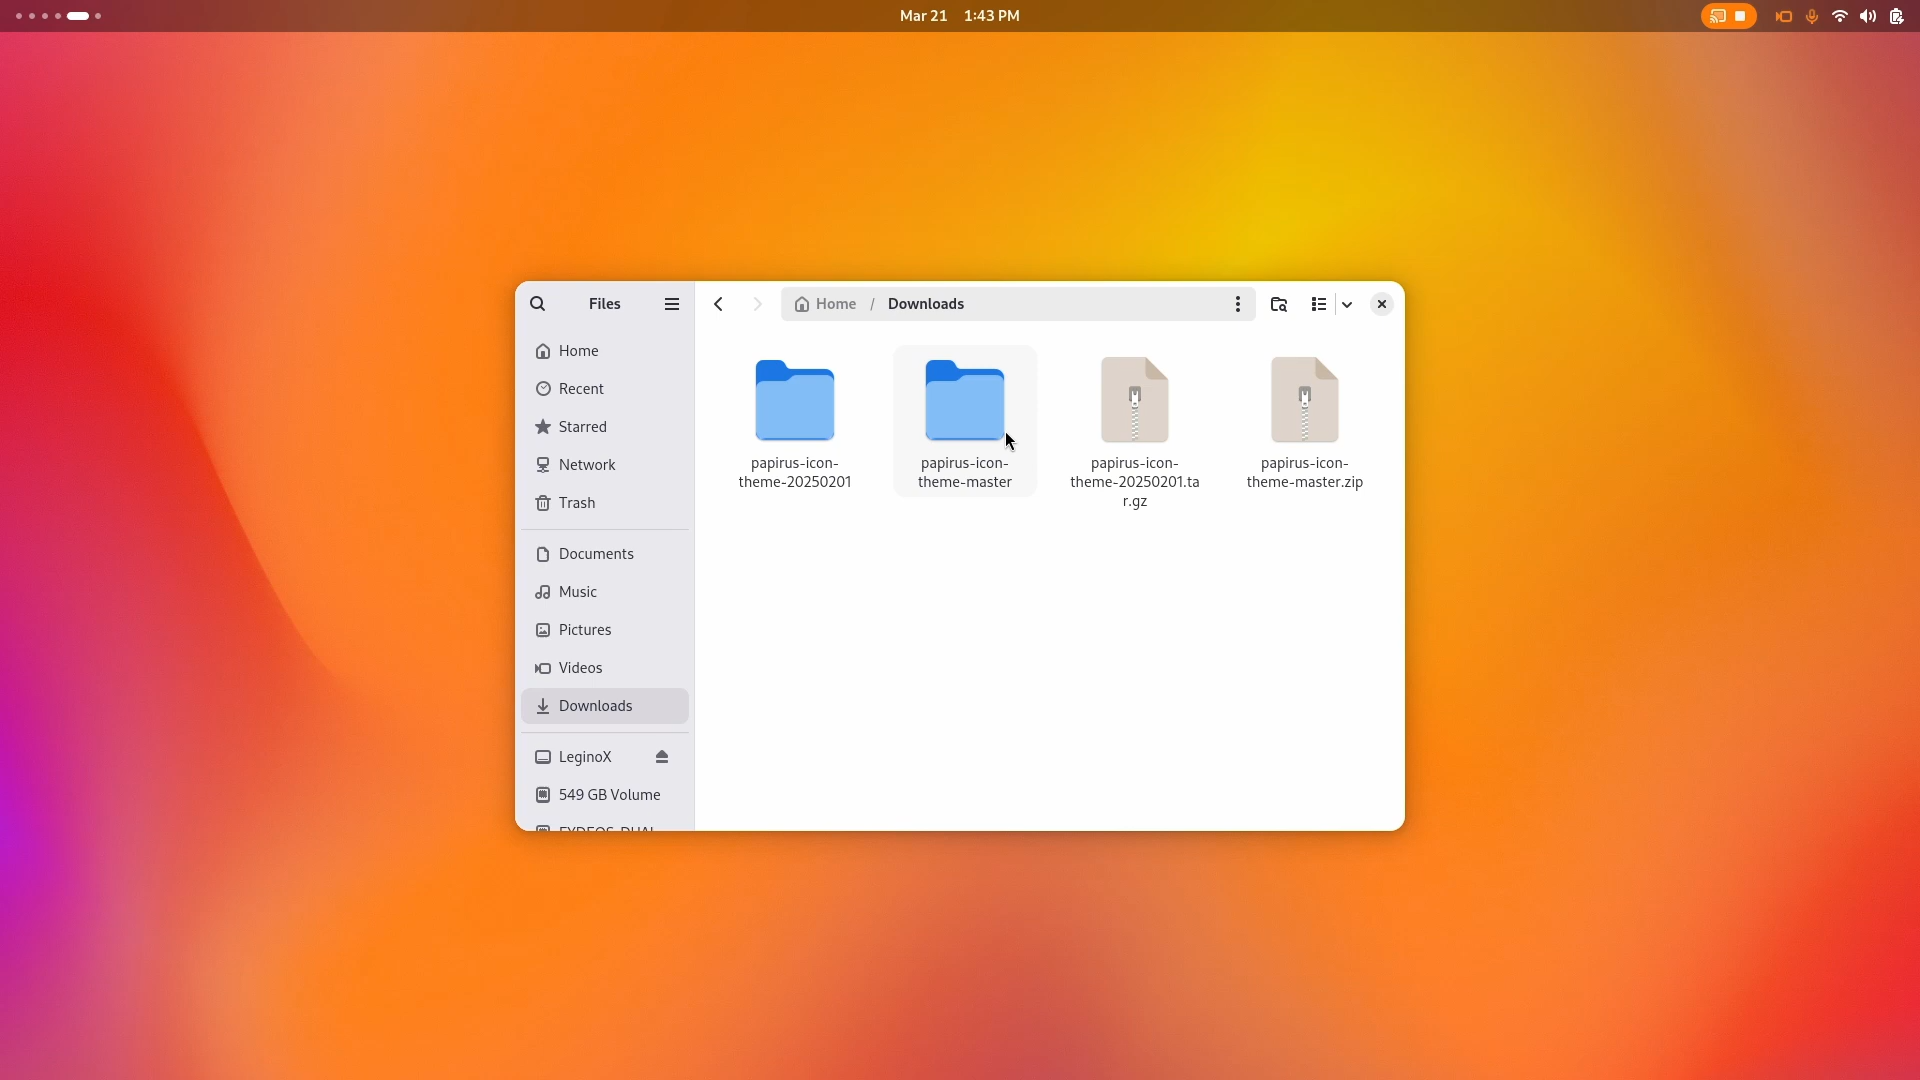 Mar 21 1:43 PM
Files
Home / Downloads
Home
Recent
Starred
Network
Trash
Documents
Music
Pictures
Videos
Downloads
LeginoX
549 GB Volume
FYDEOS-DUAL
papirus-icon-
theme-20250201
papirus-icon-
theme-master
papirus-icon-
theme-20250201.ta
r.gz
papirus-icon-
theme-master.zip